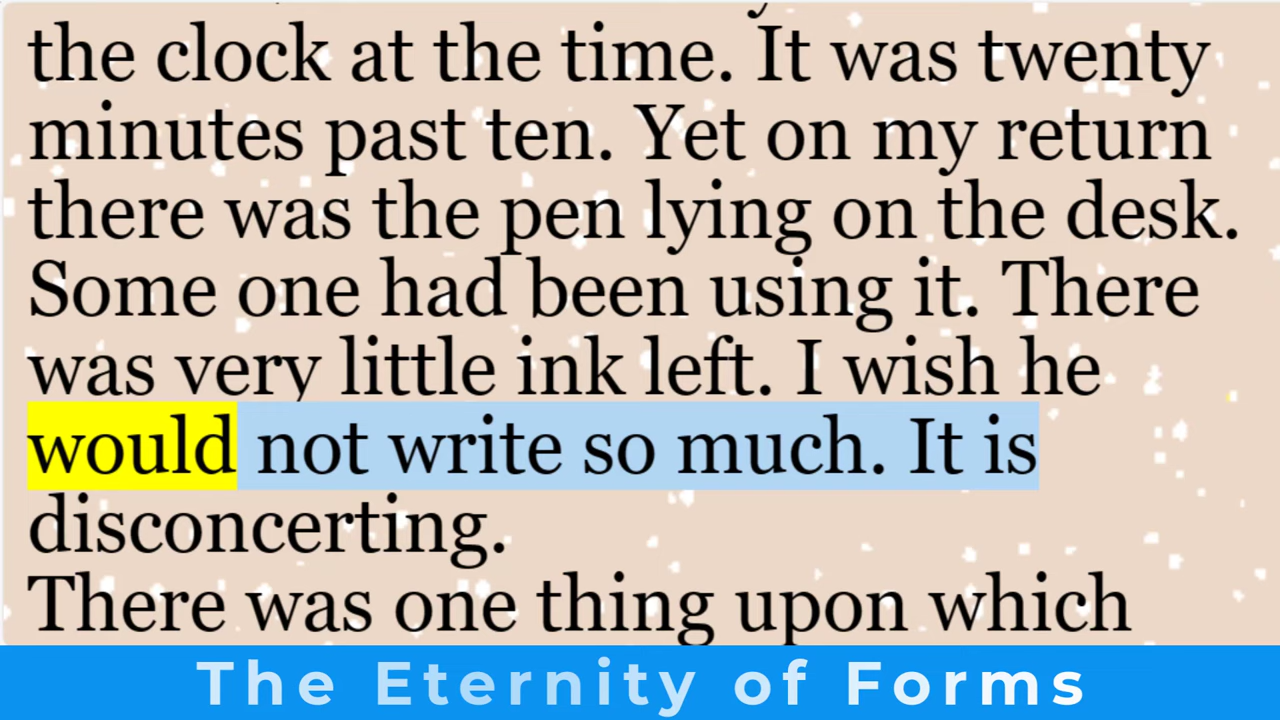 the clock at the time. It was twenty
minutes past ten. Yet on my return
there was the pen lying on the desk.
Some one had been using it. There
was very little ink left. I wish he
would not write so much. It is
disconcerting.
There was one thing upon which
The Eternity of Forms